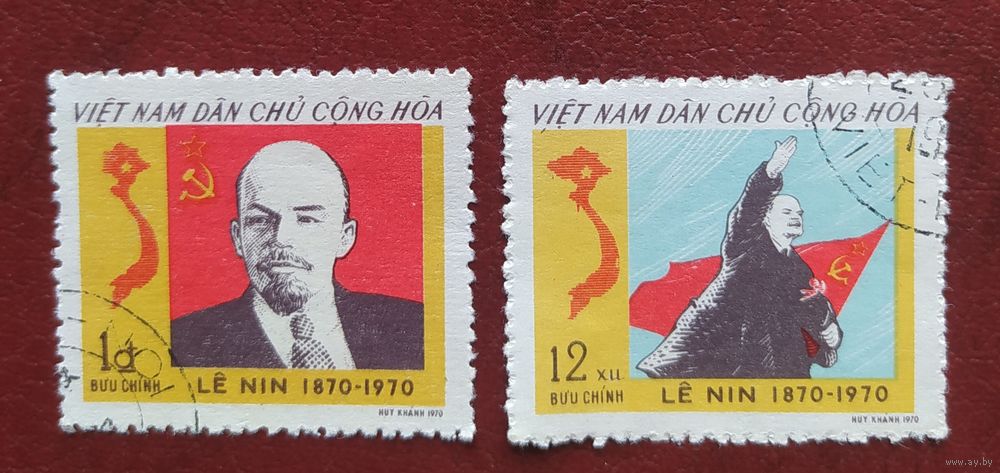 VIỆT NAM DÂN CHỦ CỘNG HÒA
1đ
BƯU CHÍNH
LÊ NIN 1870-1970
HUY KHÁNH 1970
VIỆT NAM DÂN CHỦ CỘNG HÒA
12 xu
BƯU CHÍNH
LÊ NIN 1870-1970
HUY KHÁNH 1970
VIET
www.ay.by